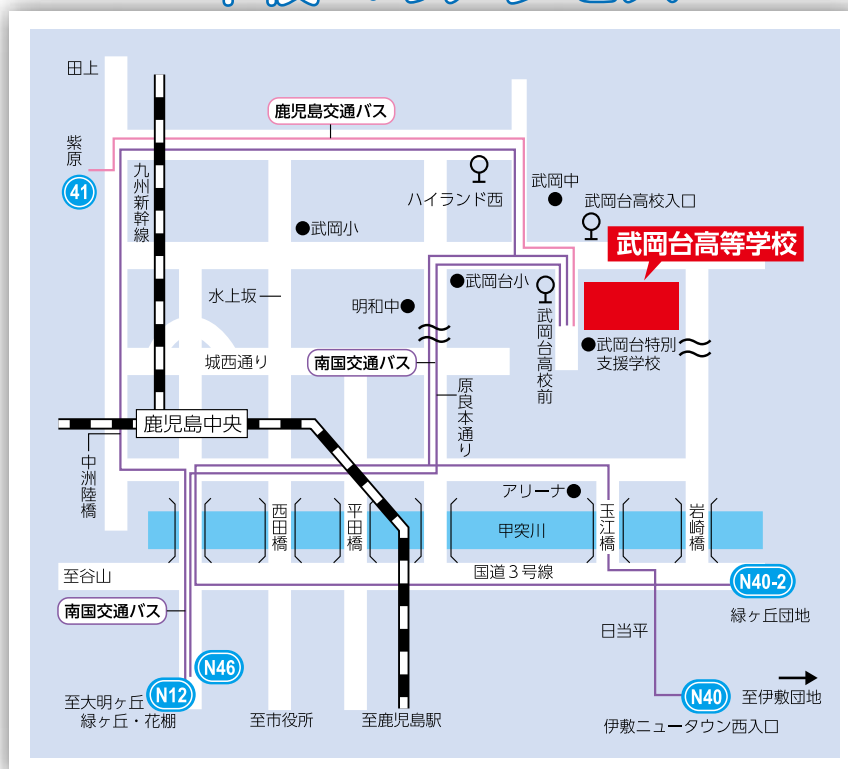 田上
鹿児島交通バス
紫原
41
九州新幹線
ハイランド西
武岡中
武岡台高校入口
武岡小
武岡台高等学校
武岡台小
水上坂
明和中
武岡台高校前
武岡台特別
支援学校
城西通り
南国交通バス
原良本通り
鹿児島中央
中洲陸橋
アリーナ
西田橋
平田橋
甲突川
玉江橋
岩崎橋
至谷山
国道3号線
N40-2
南国交通バス
緑ヶ丘団地
日当平
N46
至大明ヶ丘
緑ヶ丘・花棚
N12
N40
至伊敷団地
至市役所
至鹿児島駅
伊敷ニュータウン西入口